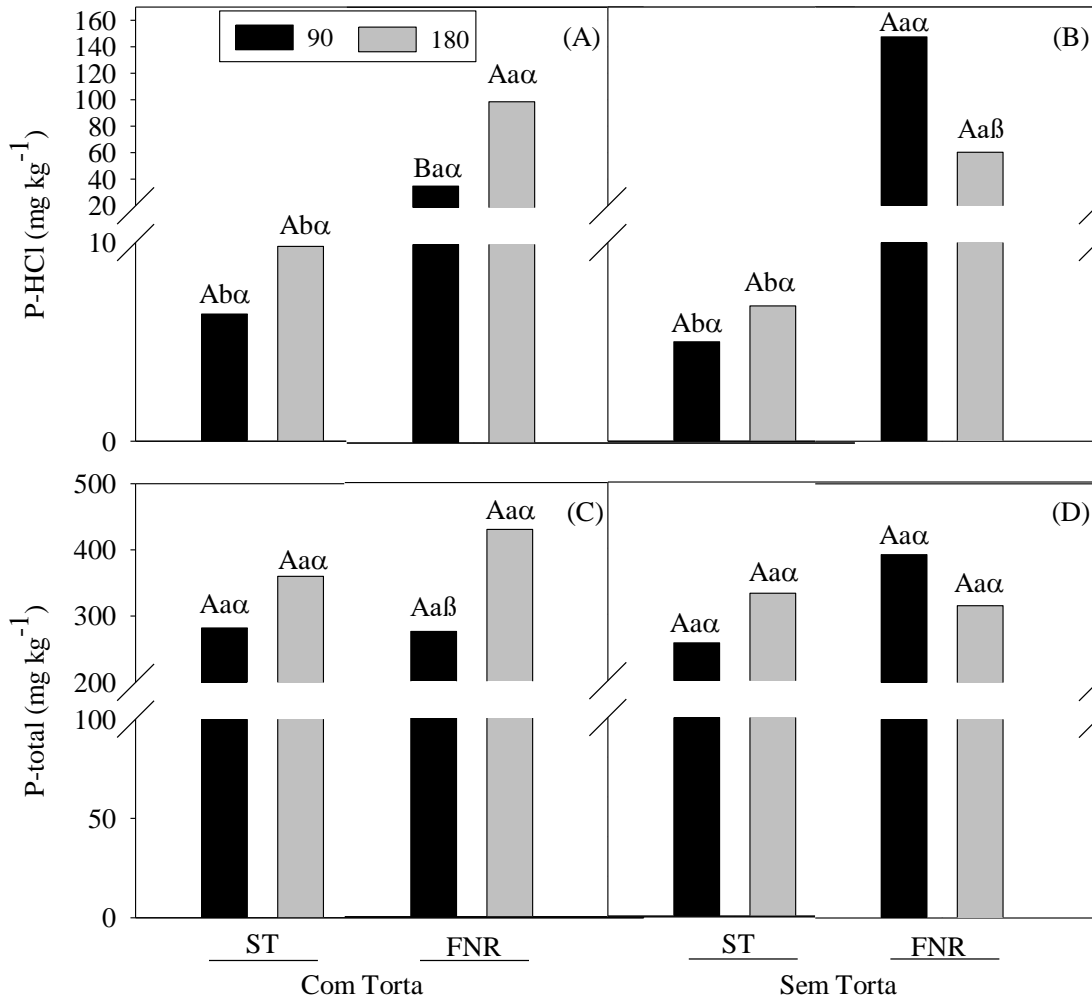 90 180
(A)
(B)
P-HCl (mg kg-1)
160
140
120
100
80
60
40
20
10
0
Abα
Abα
Baα
Aaα
Abα
Abα
Aaα
Aaß
(C)
(D)
P-total (mg kg-1)
500
400
300
200
100
50
0
Aaα
Aaα
Aaß
Aaα
Aaα
Aaα
Aaα
Aaα
ST FNR ST FNR
Com Torta Sem Torta